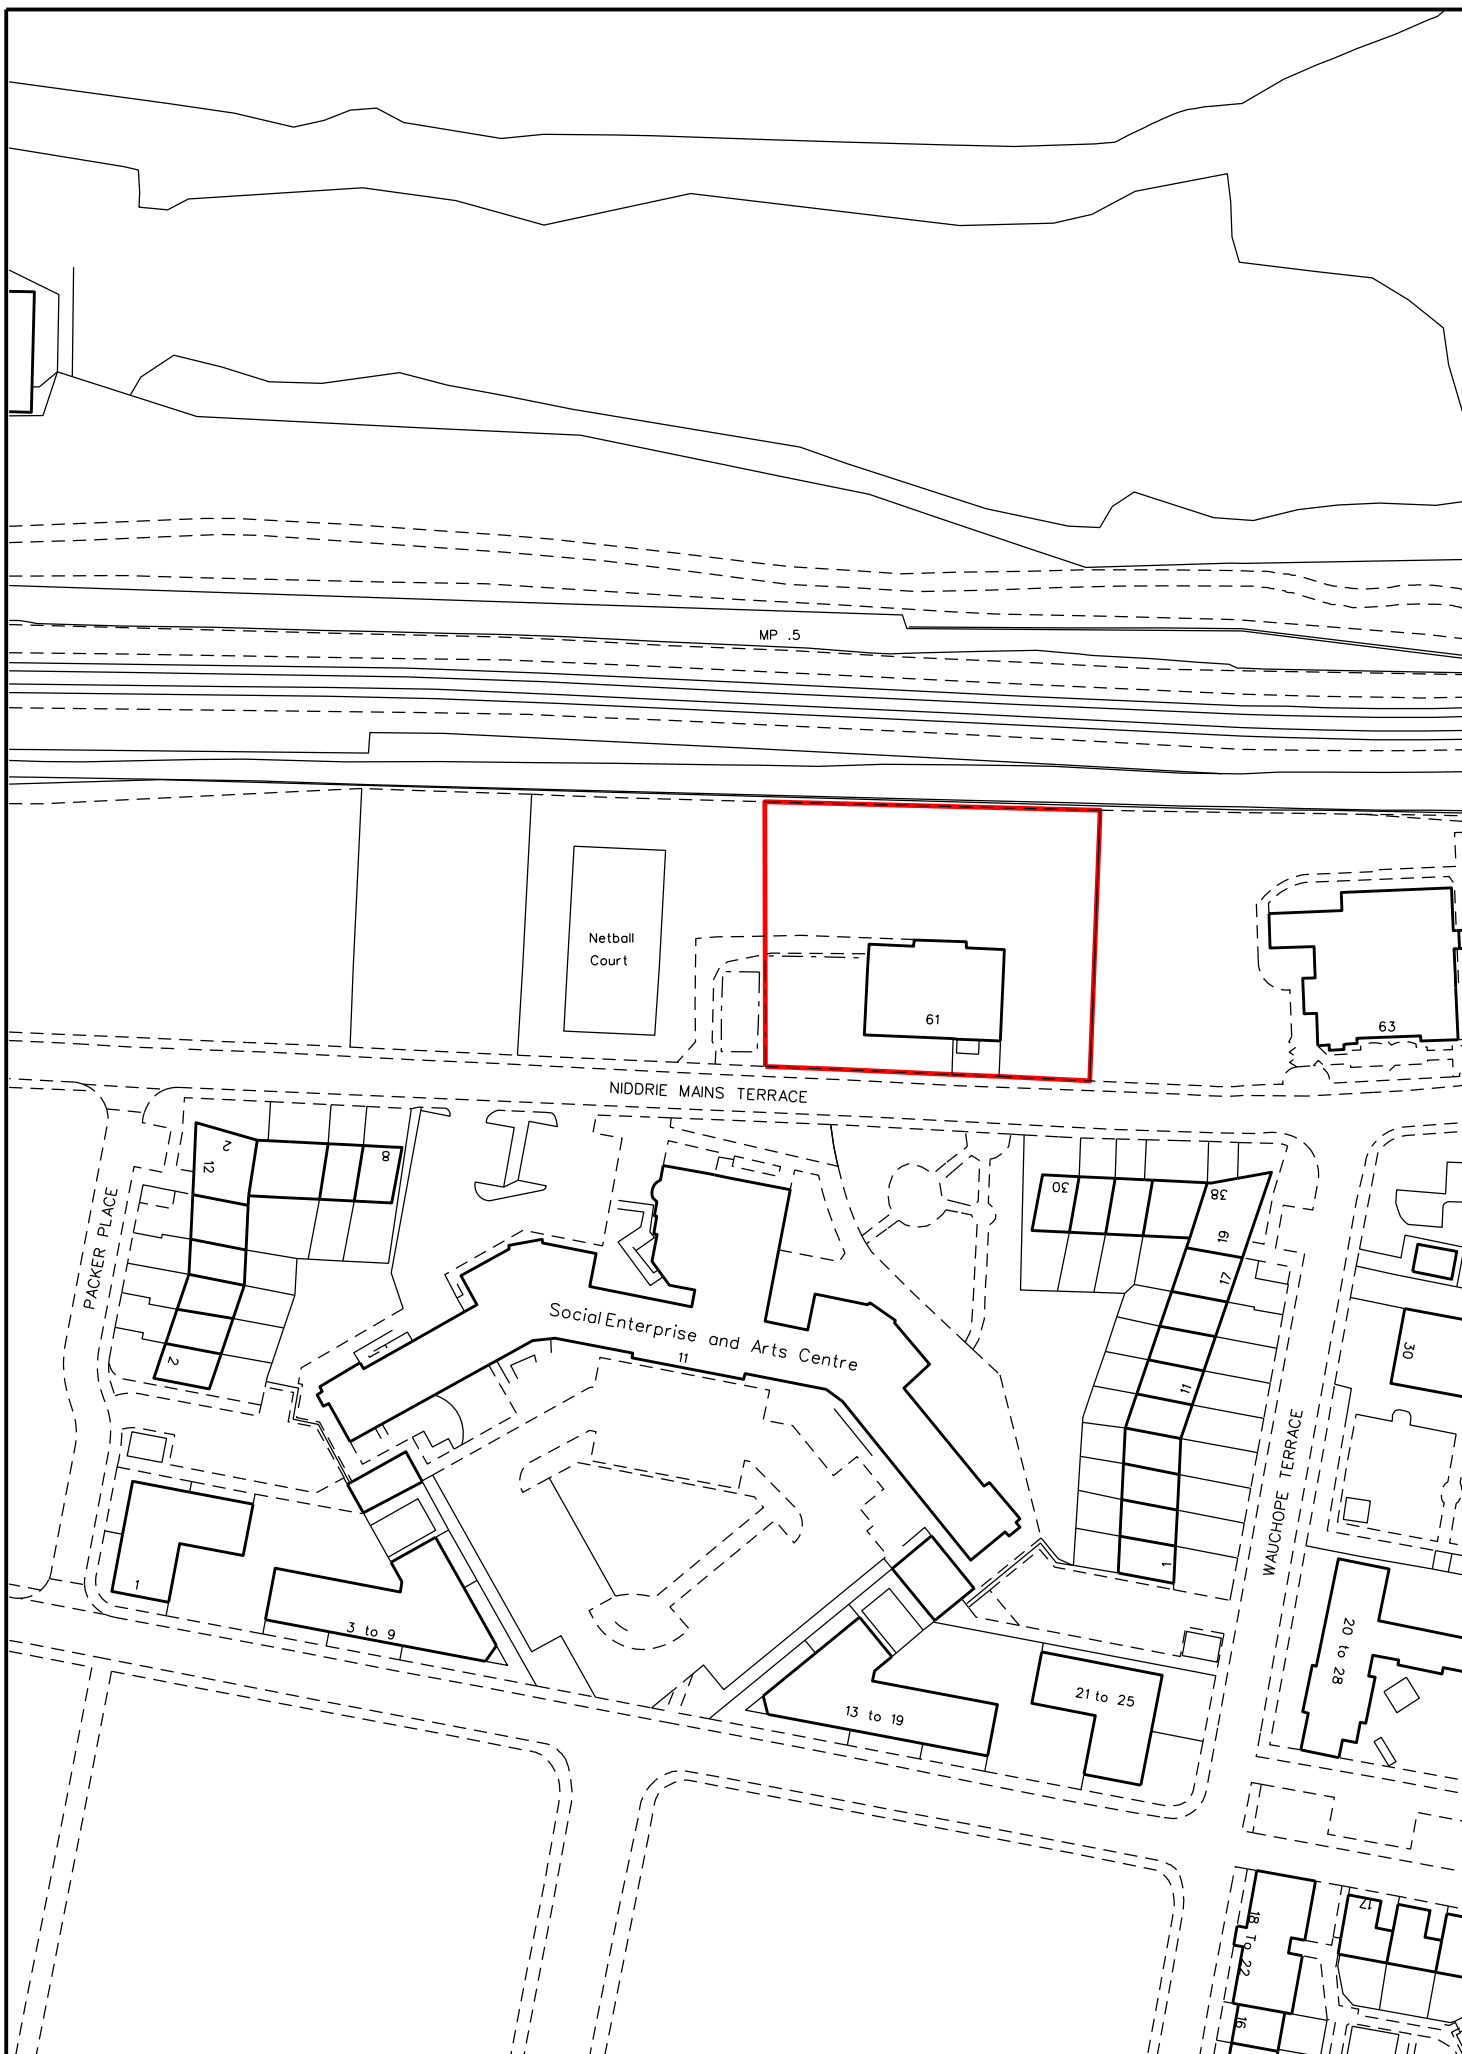 MP .5
Netball
Court
61
63
NIDDRIE MAINS TERRACE
2
12
8
PACKER PLACE
2
30
38
19
17
11
1
Social Enterprise and Arts Centre
11
30
WAUCHOPE TERRACE
1
3 to 9
13 to 19
21 to 25
20 to 28
17
18 To 22
16